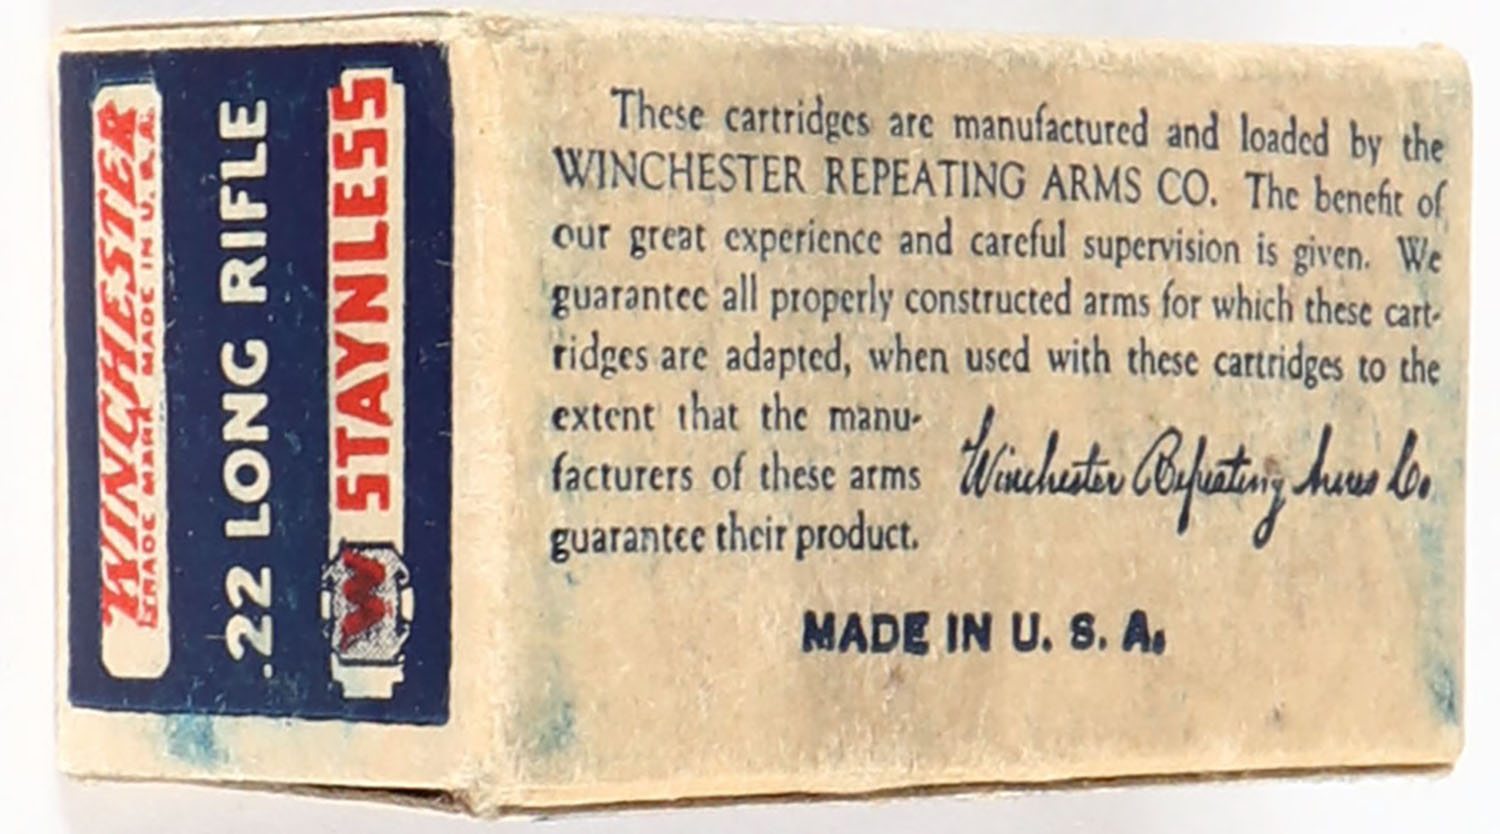 WINCHESTER
TRADE MARK MADE IN U.S.A.
.22 LONG RIFLE
STAYNLESS
W
These cartridges are manufactured and loaded by the
WINCHESTER REPEATING ARMS CO. The benefit of
our great experience and careful supervision is given. We
guarantee all properly constructed arms for which these cart-
ridges are adapted, when used with these cartridges to the
extent that the manu-
facturers of these arms
guarantee their product.
Winchester Repeating Arms Co.
MADE IN U. S. A.